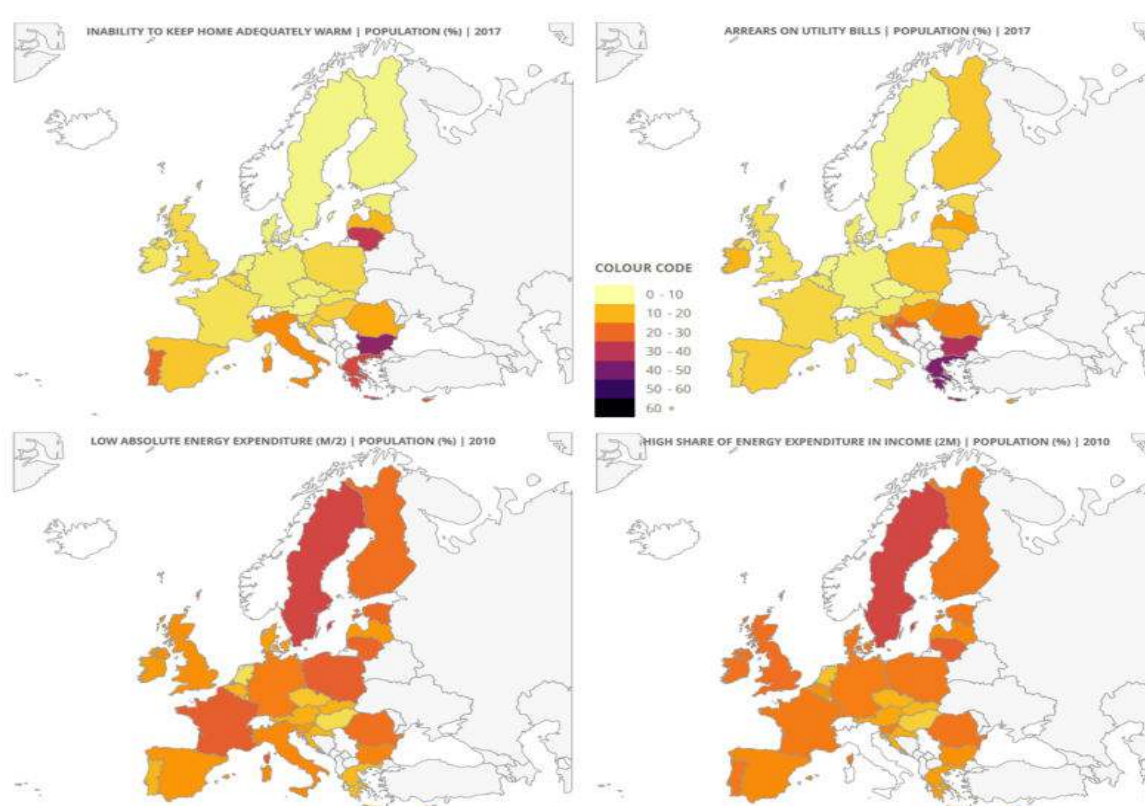 INABILITY TO KEEP HOME ADEQUATELY WARM | POPULATION (%) | 2017
ARREARS ON UTILITY BILLS | POPULATION (%) | 2017
COLOUR CODE
0 - 10
10 - 20
20 - 30
30 - 40
40 - 50
50 - 60
60 +
LOW ABSOLUTE ENERGY EXPENDITURE (M/2) | POPULATION (%) | 2010
HIGH SHARE OF ENERGY EXPENDITURE IN INCOME (2M) | POPULATION (%) | 2010